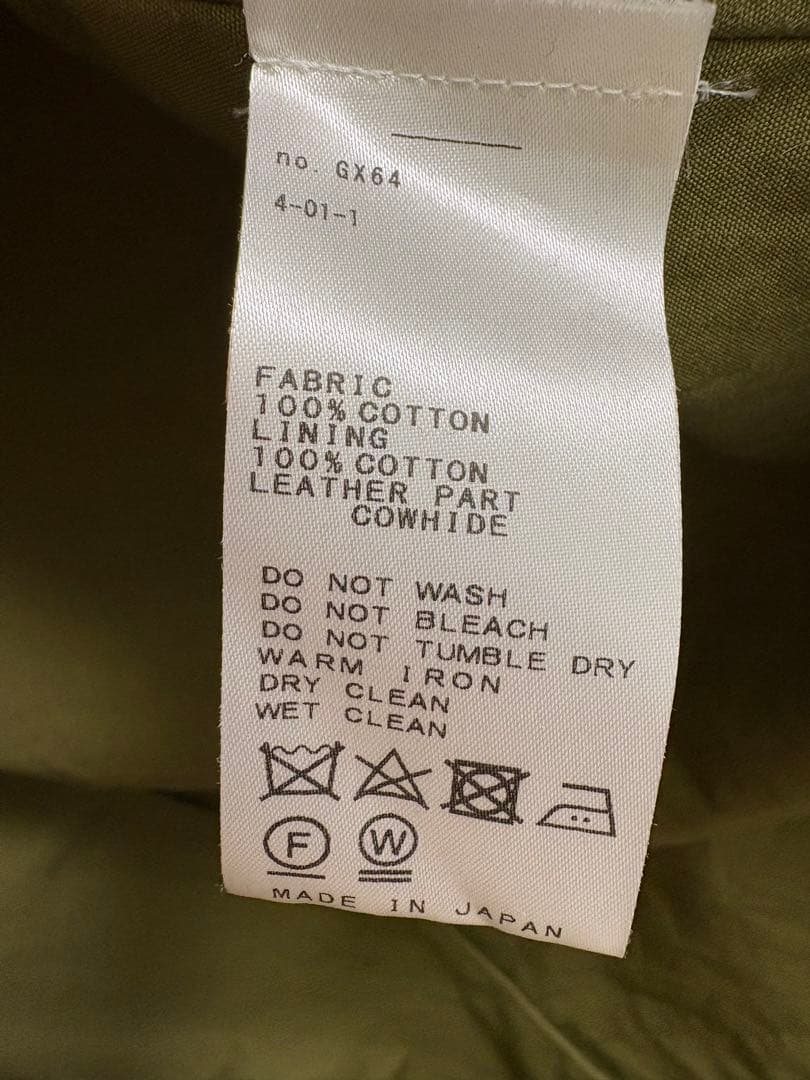 no. GX64
4-01-1
FABRIC
100% COTTON
LINING
100% COTTON
LEATHER PART
COWHIDE
DO NOT WASH
DO NOT BLEACH
DO NOT TUMBLE DRY
WARM IRON
DRY CLEAN
WET CLEAN
F W
MADE IN JAPAN